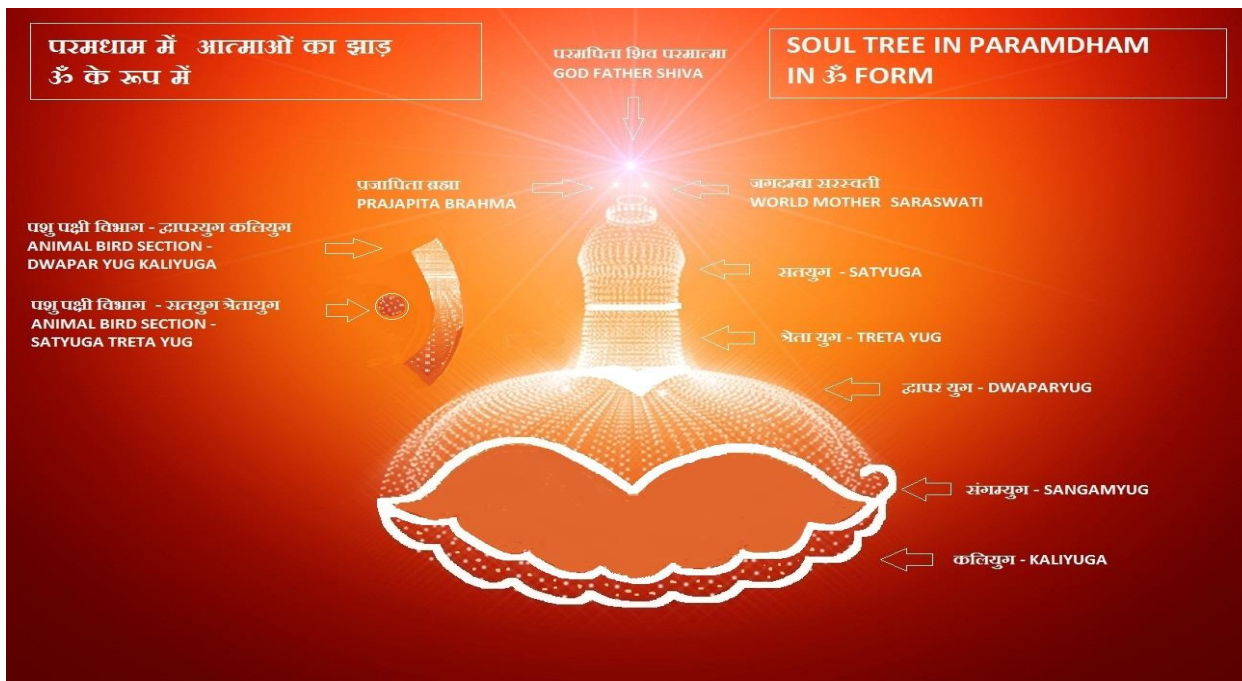 परमधाम में आत्माओं का झाड़
ॐ के रूप में
परमपिता शिव परमात्मा
GOD FATHER SHIVA
SOUL TREE IN PARAMDHAM
IN ॐ FORM
प्रजापिता ब्रह्मा
PRAJAPITA BRAHMA
जगदम्बा सरस्वती
WORLD MOTHER SARASWATI
पशु पक्षी विभाग - द्वापरयुग कलियुग
ANIMAL BIRD SECTION -
DWAPAR YUG KALIYUGA
पशु पक्षी विभाग - सतयुग त्रेतायुग
ANIMAL BIRD SECTION -
SATYUGA TRETA YUG
सतयुग - SATYUGA
त्रेता युग - TRETA YUG
द्वापर युग - DWAPARYUG
संगमयुग - SANGAMYUG
कलियुग - KALIYUGA